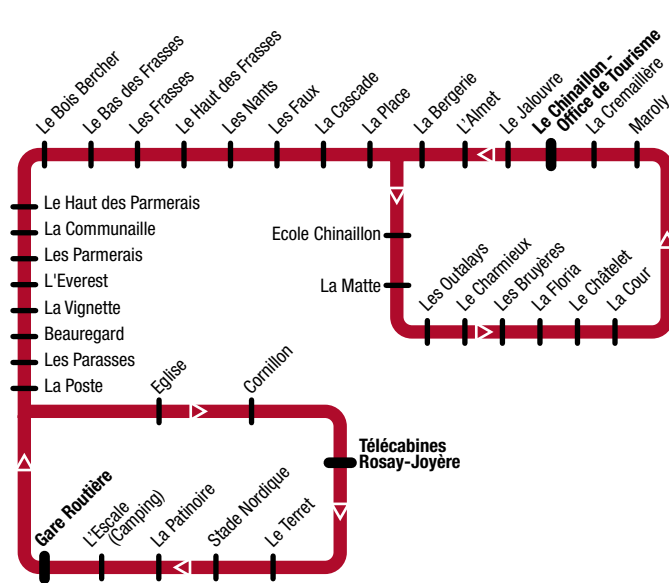 Le Bois Bercher
Le Bas des Frasses
Les Frasses
Le Haut des Frasses
Les Nants
Les Faux
La Cascade
La Place
La Bergerie
L'Almet
Le Jalouvre
Le Chinaillon -
Office de Tourisme
La Cremaillère
Maroly
Le Haut des Parmerais
La Communaille
Les Parmerais
L'Everest
La Vignette
Beauregard
Les Parasses
La Poste
Ecole Chinaillon
La Matte
Les Outalays
Le Charmieux
Les Bruyères
La Floria
Le Châtelet
La Cour
Eglise
Cornillon
Télécabines
Rosay-Joyère
Gare Routière
L'Escale
(Camping)
La Patinoire
Stade Nordique
Le Terret